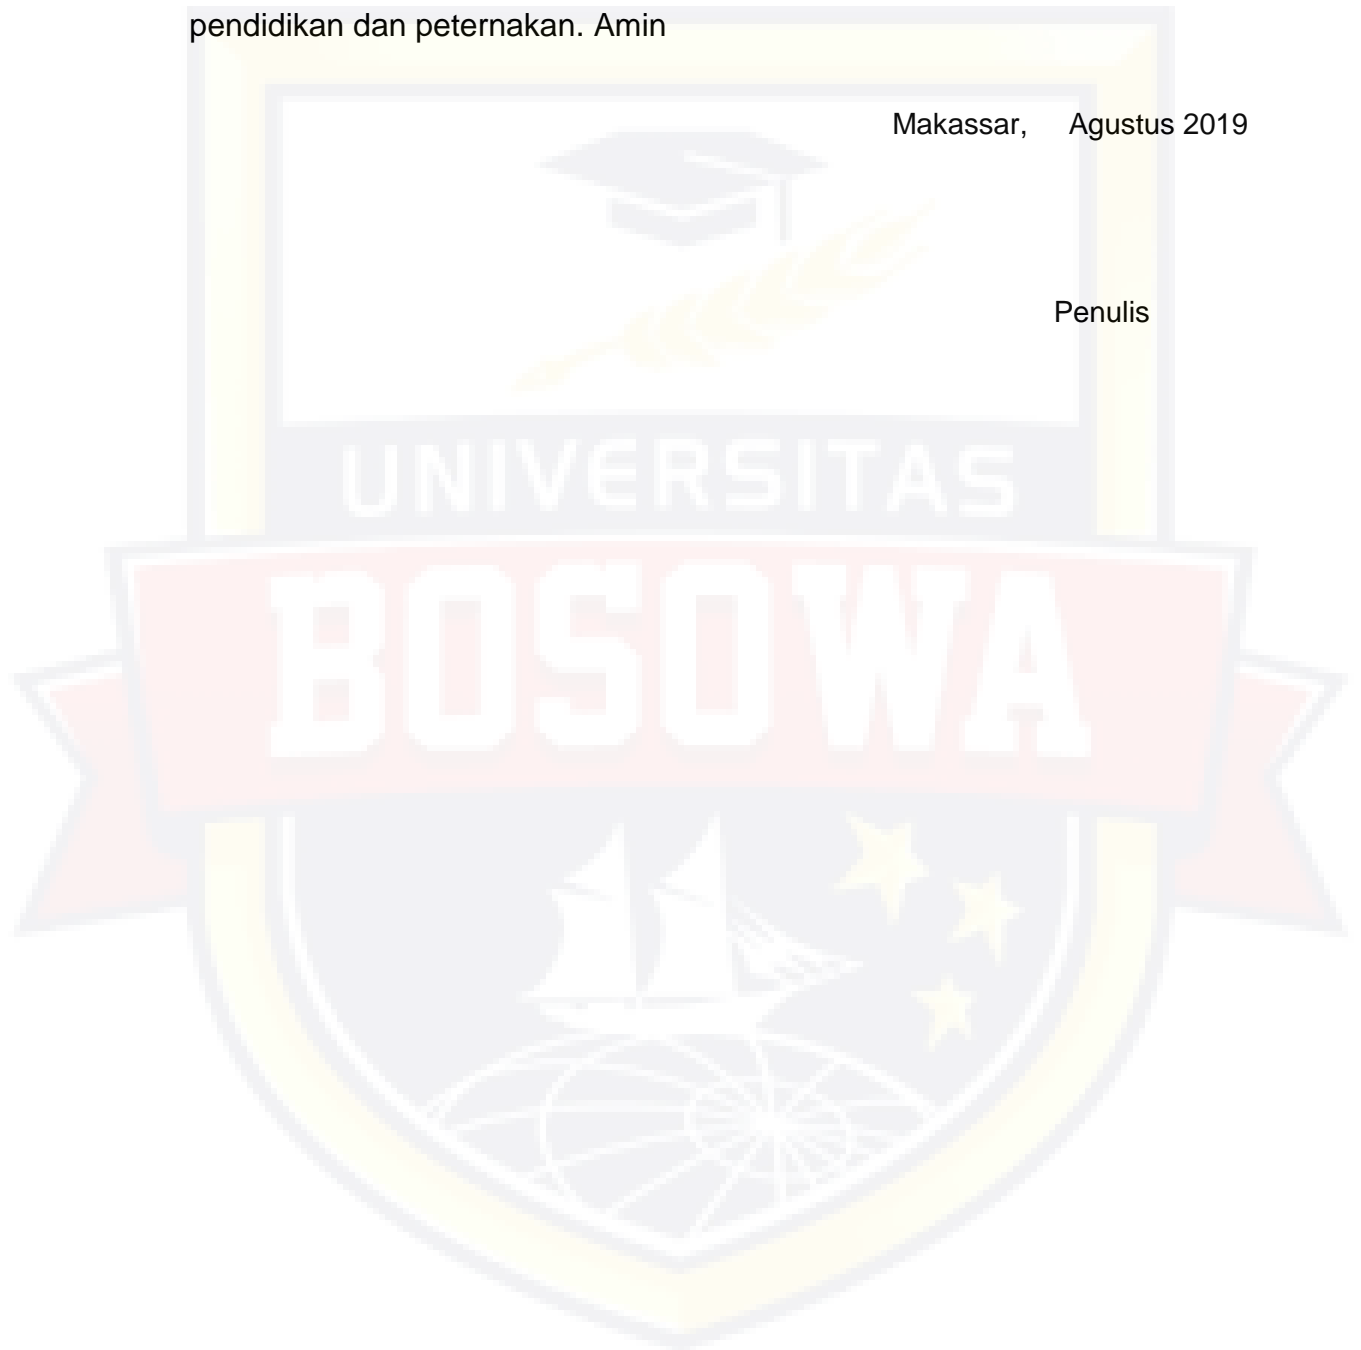 pendidikan dan peternakan. Amin
Makassar, Agustus 2019
Penulis
UNIVERSITAS
BOSOWA